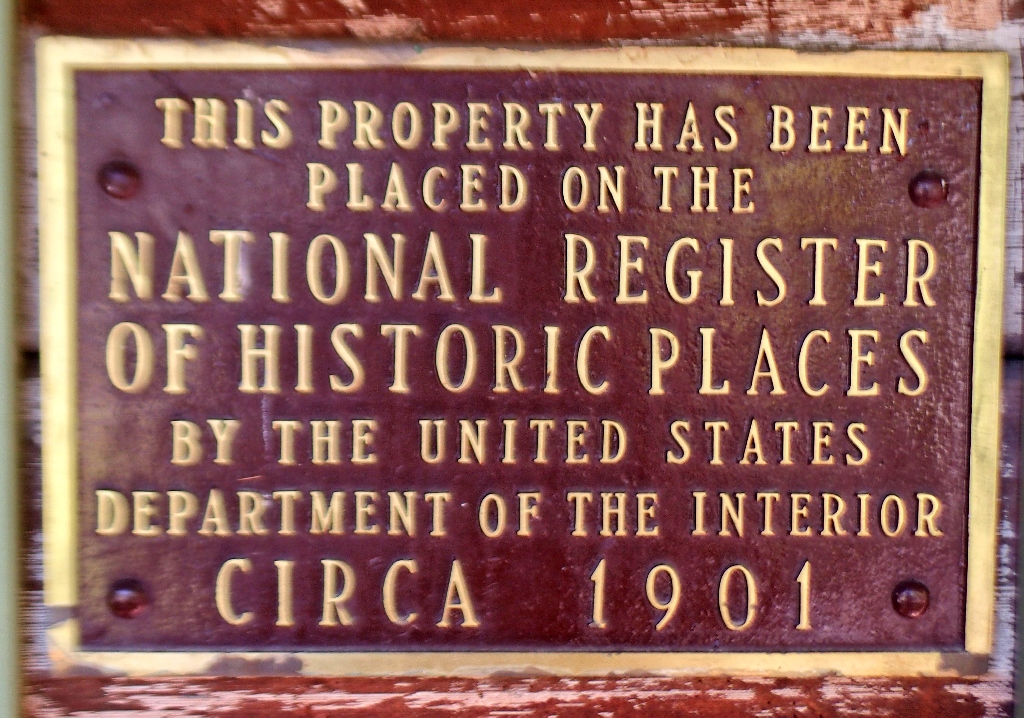 THIS PROPERTY HAS BEEN
PLACED ON THE
NATIONAL REGISTER
OF HISTORIC PLACES
BY THE UNITED STATES
DEPARTMENT OF THE INTERIOR
CIRCA 1901